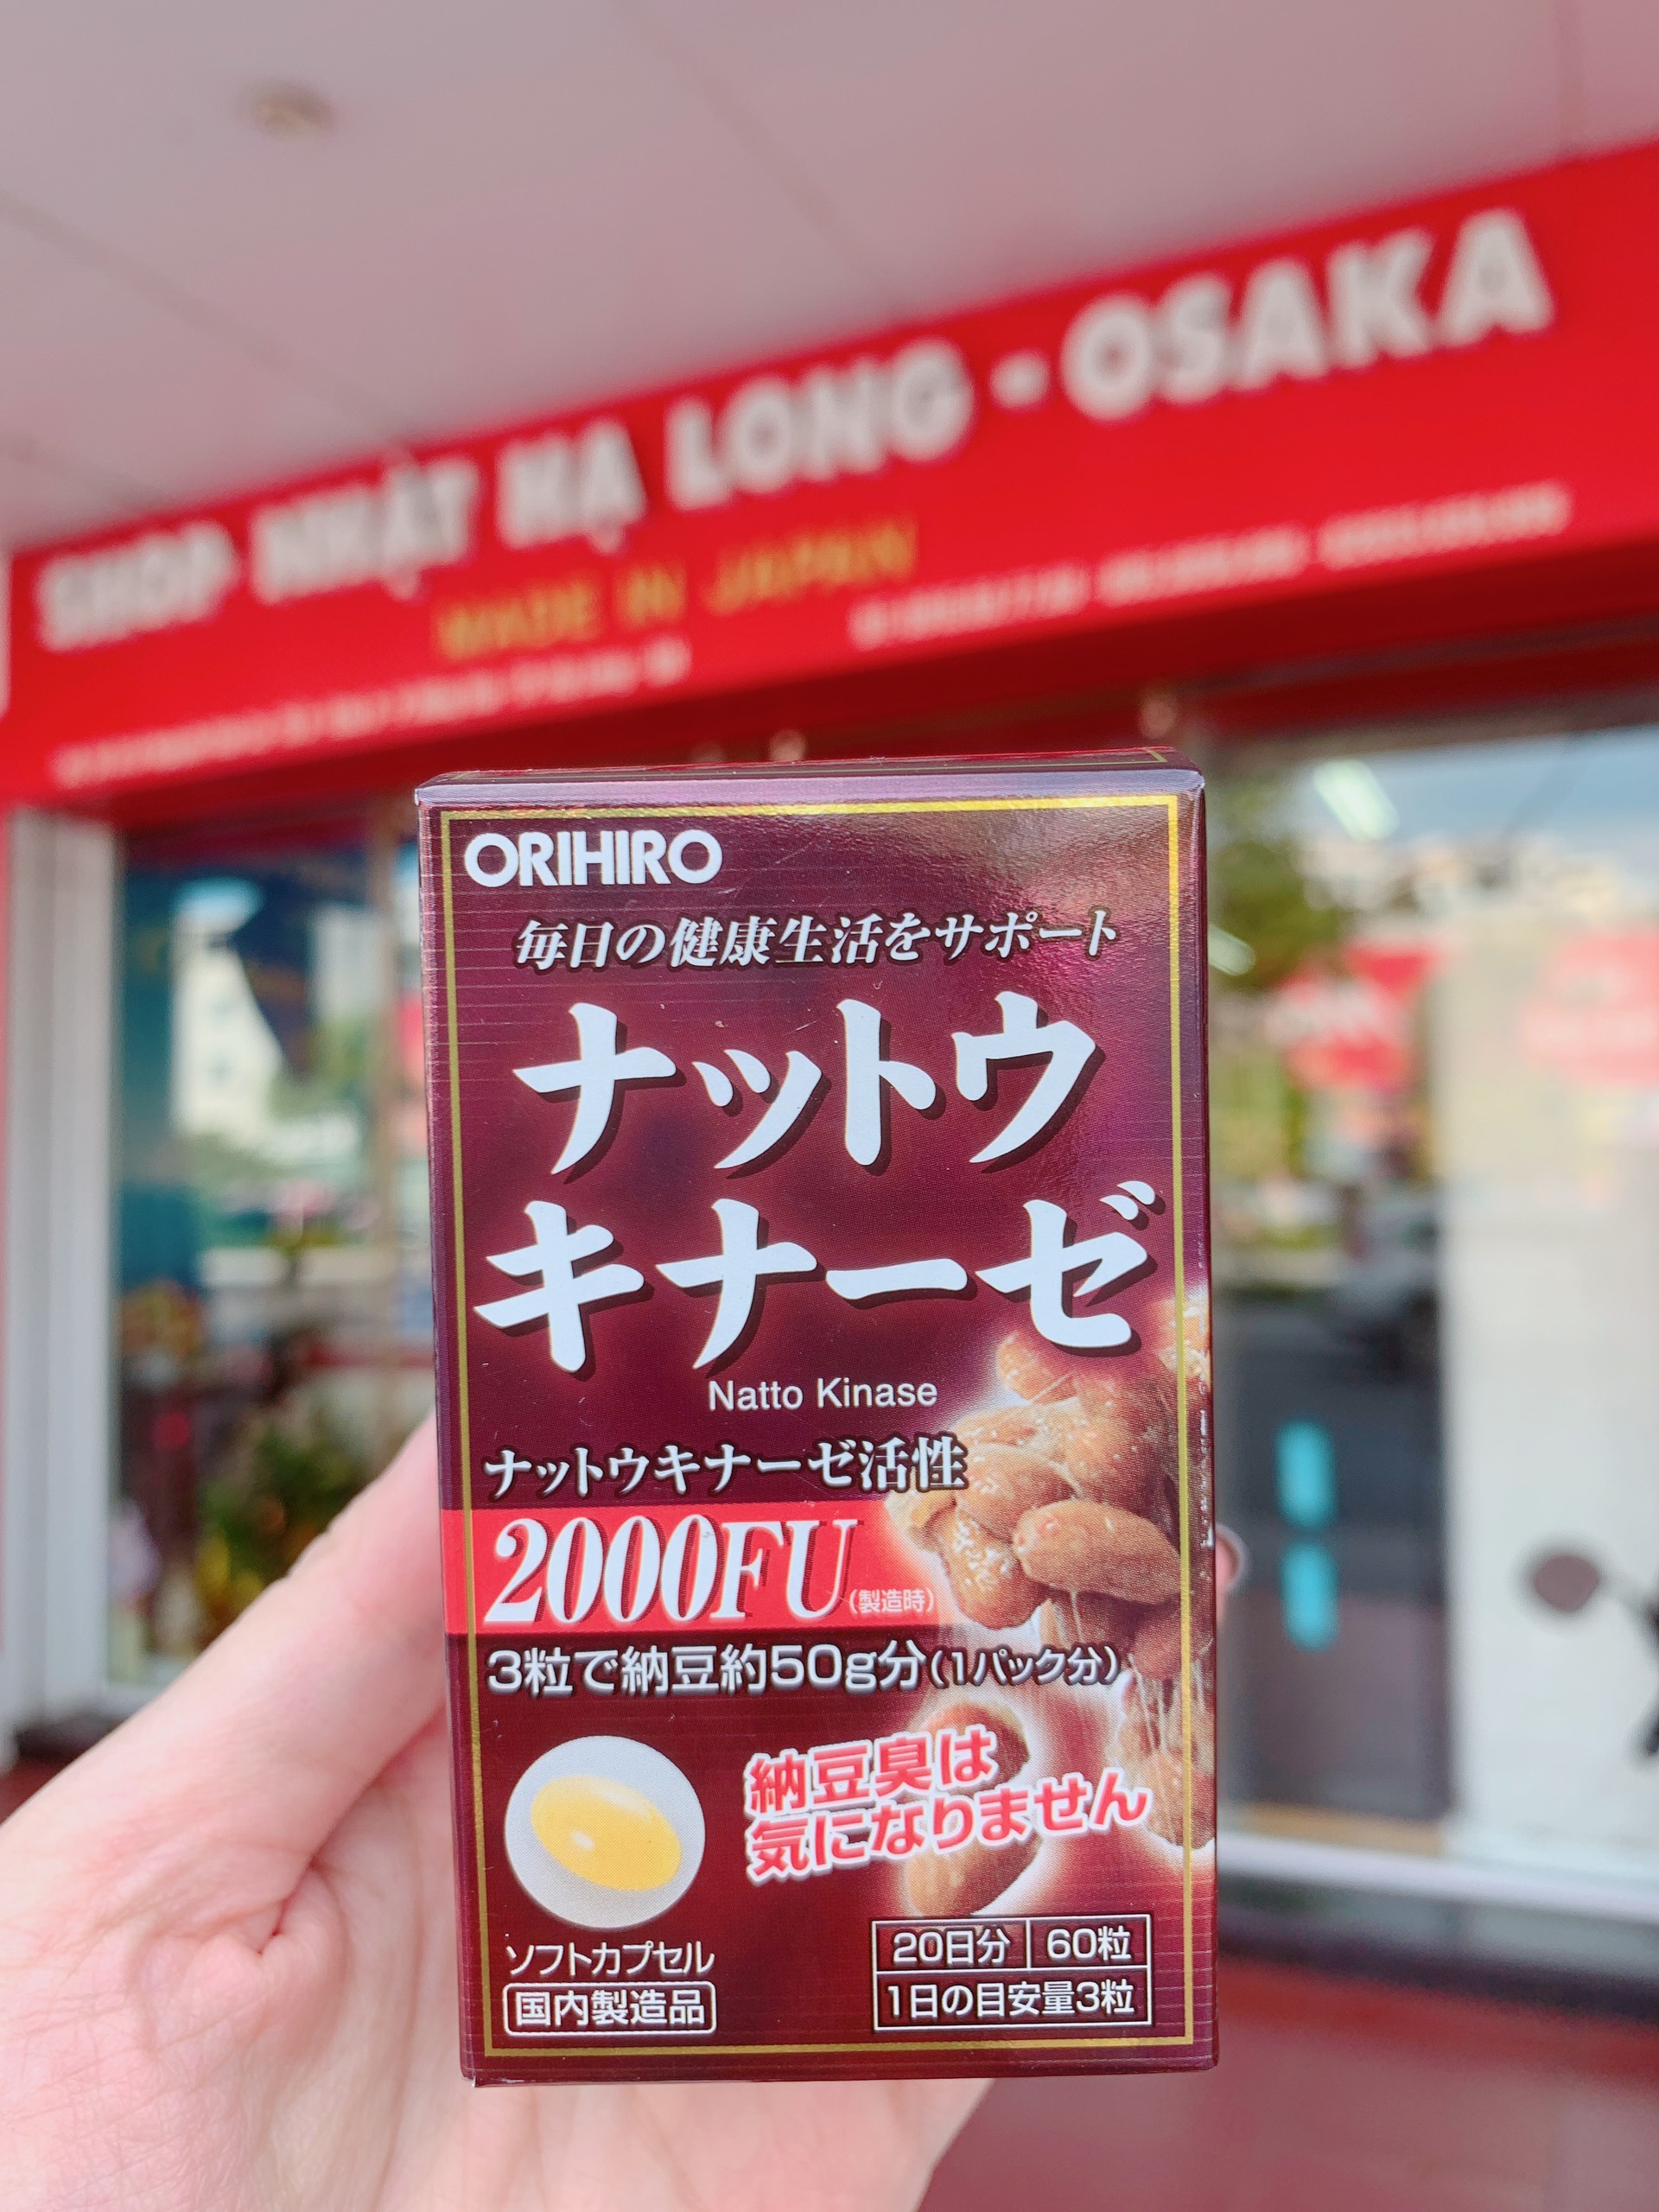 SHOP NHẬT HẠ LONG - OSAKA
MADE IN JAPAN
ORIHIRO
毎日の健康生活をサポート
ナットウ
キナーゼ
Natto Kinase
ナットウキナーゼ活性
2000FU(製造時)
3粒で納豆約50g分(1パック分)
納豆臭は
気になりません
ソフトカプセル
国内製造品
20日分 60粒
1日の目安量3粒